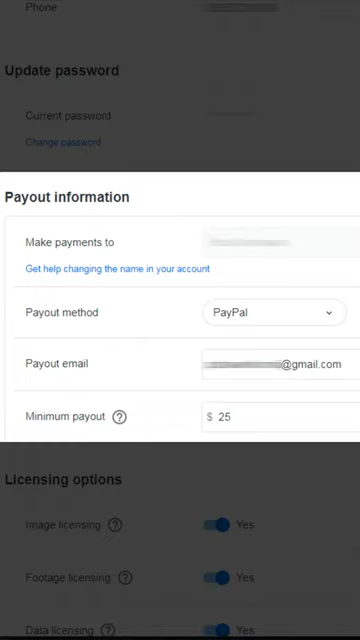 Phone
Update password
Current password
Change password
Payout information
Make payments to
Get help changing the name in your account
Payout method PayPal
Payout email @gmail.com
Minimum payout ? $ 25
Licensing options
Image licensing ? Yes
Footage licensing ? Yes
Data licensing ? Yes